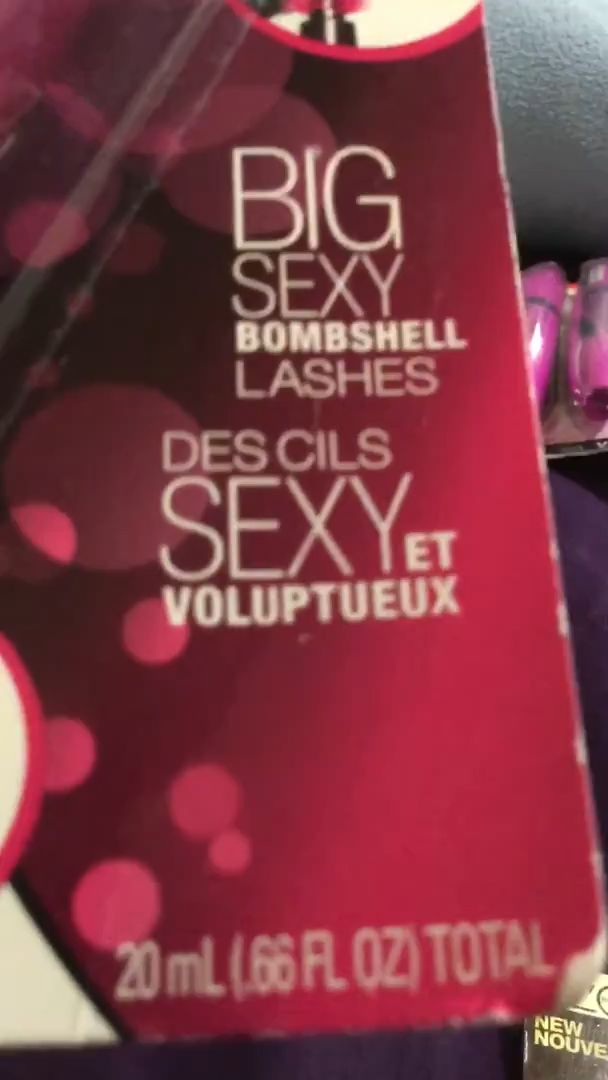 BIG
SEXY
BOMBSHELL
LASHES
DES CILS
SEXY ET
VOLUPTUEUX
20 mL (.66 FL OZ) TOTAL
NEW
NOUVE